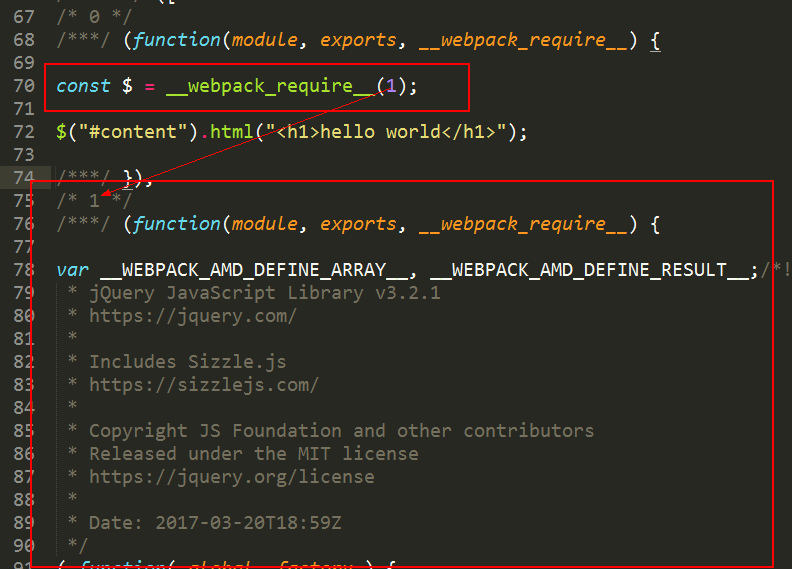 67 /* 0 */
68 /***/ (function(module, exports, __webpack_require__) {
69
70 const $ = __webpack_require__(1);
71
72 $("#content").html("<h1>hello world</h1>");
73
74 /***/ }),
75 /* 1 */
76 /***/ (function(module, exports, __webpack_require__) {
77
78 var __WEBPACK_AMD_DEFINE_ARRAY__, __WEBPACK_AMD_DEFINE_RESULT__;/*!
79 * jQuery JavaScript Library v3.2.1
80 * https://jquery.com/
81 *
82 * Includes Sizzle.js
83 * https://sizzlejs.com/
84 *
85 * Copyright JS Foundation and other contributors
86 * Released under the MIT license
87 * https://jquery.org/license
88 *
89 * Date: 2017-03-20T18:59Z
90 */
91 ( function( global, factory ) {